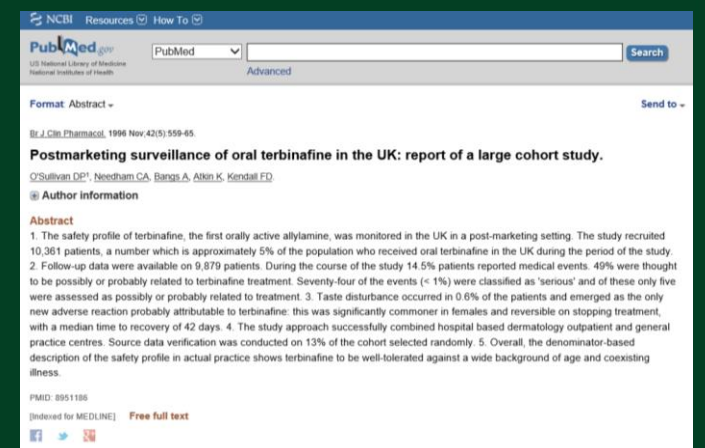 NCBI Resources How To
PubMed.gov
US National Library of Medicine
National Institutes of Health
PubMed
Search
Advanced
Format: Abstract
Send to
Br J Clin Pharmacol. 1996 Nov;42(5):559-65.
Postmarketing surveillance of oral terbinafine in the UK: report of a large cohort study.
O'Sullivan DP1, Needham CA, Bangs A, Atkin K, Kendall FD.
Author information
Abstract
1. The safety profile of terbinafine, the first orally active allylamine, was monitored in the UK in a post-marketing setting. The study recruited
10,361 patients, a number which is approximately 5% of the population who received oral terbinafine in the UK during the period of the study.
2. Follow-up data were available on 9,879 patients. During the course of the study 14.5% patients reported medical events. 49% were thought
to be possibly or probably related to terbinafine treatment. Seventy-four of the events (< 1%) were classified as 'serious' and of these only five
were assessed as possibly or probably related to treatment. 3. Taste disturbance occurred in 0.6% of the patients and emerged as the only
new adverse reaction probably attributable to terbinafine: this was significantly commoner in females and reversible on stopping treatment,
with a median time to recovery of 42 days. 4. The study approach successfully combined hospital based dermatology outpatient and general
practice centres. Source data verification was conducted on 13% of the cohort selected randomly. 5. Overall, the denominator-based
description of the safety profile in actual practice shows terbinafine to be well-tolerated against a wide background of age and coexisting
illness.
PMID: 8951186
[Indexed for MEDLINE] Free full text